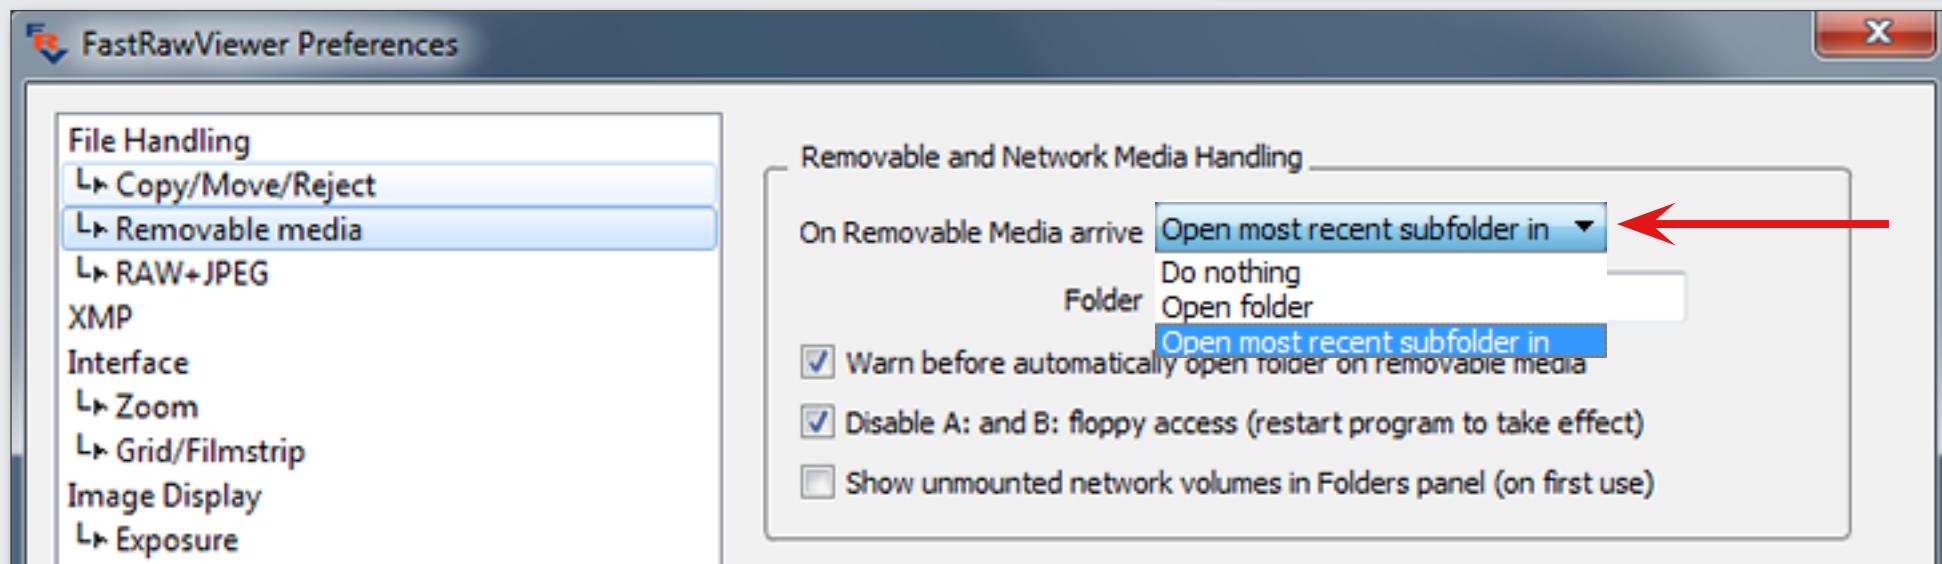 FastRawViewer Preferences
File Handling
Copy/Move/Reject
Removable media
RAW+JPEG
XMP
Interface
Zoom
Grid/Filmstrip
Image Display
Exposure
Removable and Network Media Handling
On Removable Media arrive Open most recent subfolder in
Do nothing
Folder Open folder
Open most recent subfolder in
Warn before automatically open folder on removable media
Disable A: and B: floppy access (restart program to take effect)
Show unmounted network volumes in Folders panel (on first use)